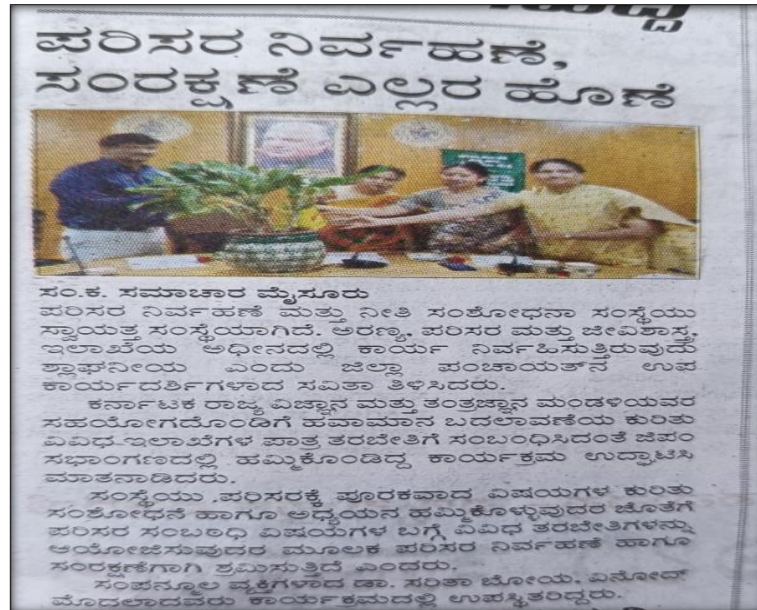 ಪರಿಸರ ನಿರ್ವಹಣೆ,
ಸಂರಕ್ಷಣೆ ಎಲ್ಲರ ಹೊಣೆ
ಸಂ.ಕ. ಸಮಾಚಾರ ಮೈಸೂರು
ಪರಿಸರ ನಿರ್ವಹಣೆ ಮತ್ತು ನೀತಿ ಸಂಶೋಧನಾ ಸಂಸ್ಥೆಯು
ಸ್ವಾಯತ್ತ ಸಂಸ್ಥೆಯಾಗಿದೆ. ಅರಣ್ಯ, ಪರಿಸರ ಮತ್ತು ಜೀವಿಶಾಸ್ತ್ರ,
ಇಲಾಖೆಯ ಅಧೀನದಲ್ಲಿ ಕಾರ್ಯ ನಿರ್ವಹಿಸುತ್ತಿರುವುದು
ಶ್ಲಾಘನೀಯ ಎಂದು ಜಿಲ್ಲಾ ಪಂಚಾಯತ್‌ನ ಉಪ
ಕಾರ್ಯದರ್ಶಿಗಳಾದ ಸವಿತಾ ತಿಳಿಸಿದರು.
ಕರ್ನಾಟಕ ರಾಜ್ಯ ವಿಜ್ಞಾನ ಮತ್ತು ತಂತ್ರಜ್ಞಾನ ಮಂಡಳಿಯವರ
ಸಹಯೋಗದೊಂಡಿಗೆ ಹವಾಮಾನ ಬದಲಾವಣೆಯ ಕುರಿತು
ವಿವಿಧ ಇಲಾಖೆಗಳ ಪಾತ್ರ ತರಬೇತಿಗೆ ಸಂಬಂಧಿಸಿದಂತೆ ಜಿಪಂ
ಸಭಾಂಗಣದಲ್ಲಿ ಹಮ್ಮಿಕೊಂಡಿದ್ದ ಕಾರ್ಯಕ್ರಮ ಉದ್ಘಾಟಿಸಿ
ಮಾತನಾಡಿದರು.
ಸಂಸ್ಥೆಯು ಪರಿಸರಕ್ಕೆ ಪೂರಕವಾದ ವಿಷಯಗಳ ಕುರಿತು
ಸಂಶೋಧನೆ ಹಾಗೂ ಅಧ್ಯಯನ ಹಮ್ಮಿಕೊಳ್ಳುವುದರ ಜೊತೆಗೆ
ಪರಿಸರ ಸಂಬಂಧಿ ವಿಷಯಗಳ ಬಗ್ಗೆ ವಿವಿಧ ತರಬೇತಿಗಳನ್ನು
ಆಯೋಜಿಸುವುದರ ಮೂಲಕ ಪರಿಸರ ನಿರ್ವಹಣೆ ಹಾಗೂ
ಸಂರಕ್ಷಣೆಗಾಗಿ ಶ್ರಮಿಸುತ್ತಿದೆ ಎಂದರು.
ಸಂಪನ್ಮೂಲ ವ್ಯಕ್ತಿಗಳಾದ ಡಾ. ಸರಿತಾ ಬೋಯ, ವಿನೋದ್
ಮೊದಲಾದವರು ಕಾರ್ಯಕ್ರಮದಲ್ಲಿ ಉಪಸ್ಥಿತರಿದ್ದರು.